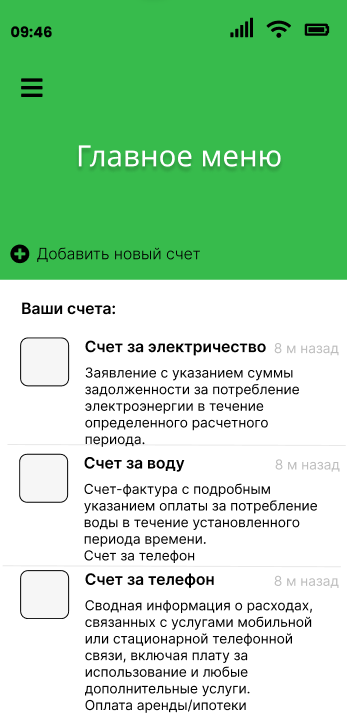 09:46
Главное меню
Добавить новый счет
Ваши счета:
Счет за электричество 8 м назад
Заявление с указанием суммы
задолженности за потребление
электроэнергии в течение
определенного расчетного
периода.
Счет за воду 8 м назад
Счет-фактура с подробным
указанием оплаты за потребление
воды в течение установленного
периода времени.
Счет за телефон
Счет за телефон 8 м назад
Сводная информация о расходах,
связанных с услугами мобильной
или стационарной телефонной
связи, включая плату за
использование и любые
дополнительные услуги.
Оплата аренды/ипотеки